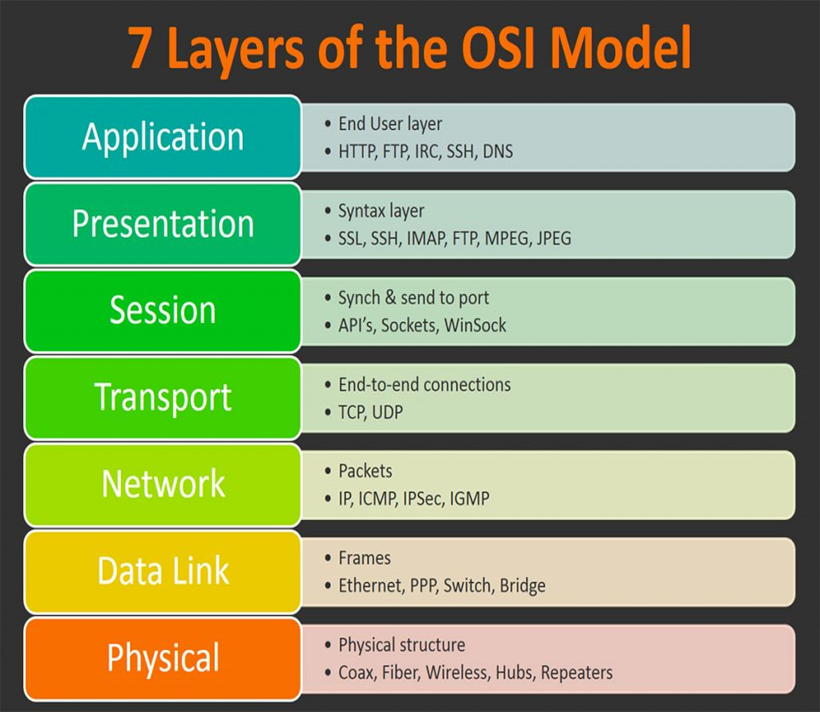 7 Layers of the OSI Model
Application
• End User layer
• HTTP, FTP, IRC, SSH, DNS
Presentation
• Syntax layer
• SSL, SSH, IMAP, FTP, MPEG, JPEG
Session
• Synch & send to port
• API's, Sockets, WinSock
Transport
• End-to-end connections
• TCP, UDP
Network
• Packets
• IP, ICMP, IPSec, IGMP
Data Link
• Frames
• Ethernet, PPP, Switch, Bridge
Physical
• Physical structure
• Coax, Fiber, Wireless, Hubs, Repeaters